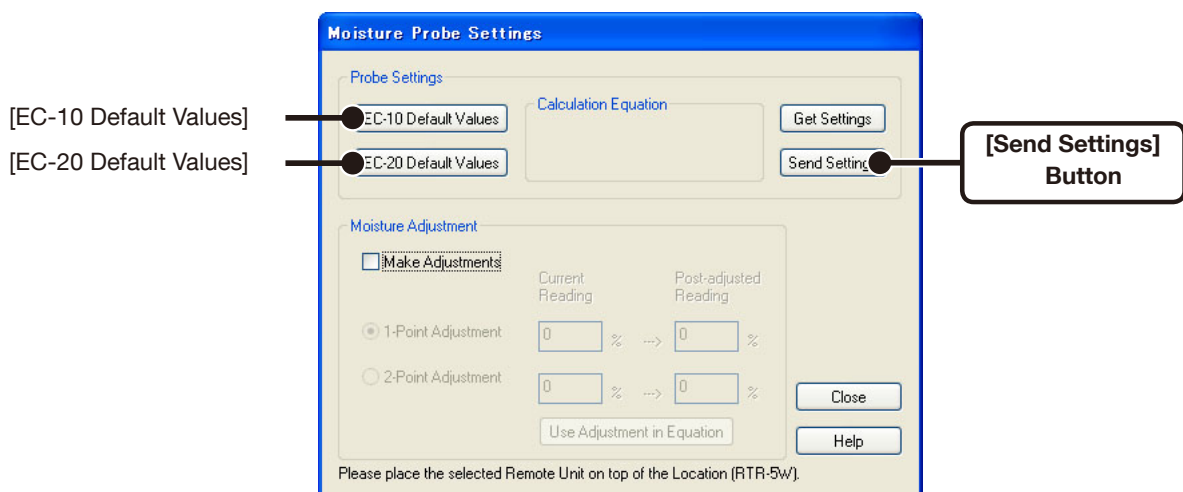 Moisture Probe Settings
Probe Settings
[EC-10 Default Values]
EC-10 Default Values
Calculation Equation
Get Settings
[EC-20 Default Values]
EC-20 Default Values
Send Setting
[Send Settings]
Button
Moisture Adjustment
Make Adjustments
Current
Reading
Post-adjusted
Reading
1-Point Adjustment
0 % ---> 0 %
2-Point Adjustment
0 % ---> 0 %
Close
Use Adjustment in Equation
Help
Please place the selected Remote Unit on top of the Location (RTR-5W).